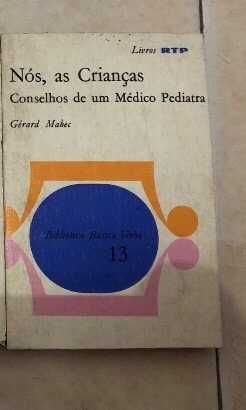 Livros RTP
Nós, as Crianças
Conselhos de um Médico Pediatra
Gérard Mahec
Biblioteca Básica Verbo
13